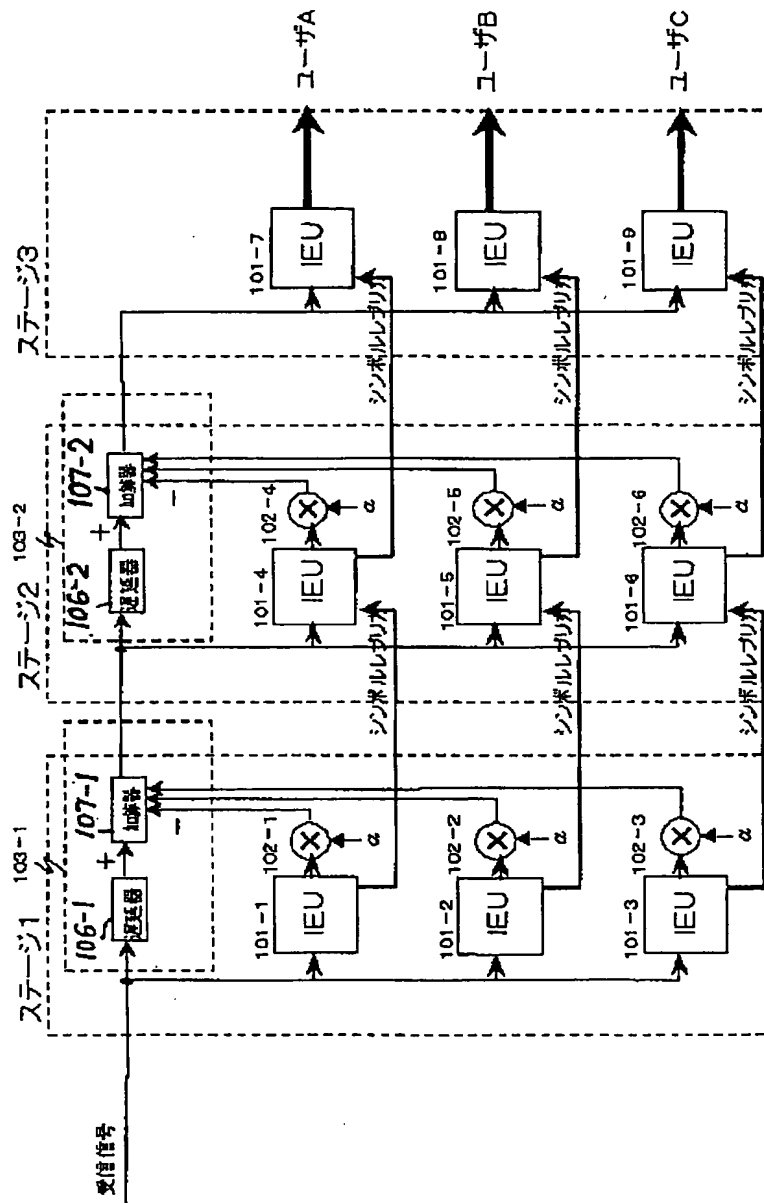 受信信号
ステージ1
103-1
106-1
遅延器
+
107-1
加算器
−
101-1
IEU
102-1
×
α
101-2
IEU
102-2
×
α
101-3
IEU
102-3
×
α
シンボルレプリカ
シンボルレプリカ
シンボルレプリカ
ステージ2
103-2
106-2
遅延器
+
107-2
加算器
−
101-4
IEU
102-4
×
α
101-5
IEU
102-5
×
α
101-6
IEU
102-6
×
α
シンボルレプリカ
シンボルレプリカ
シンボルレプリカ
ステージ3
101-7
IEU
ユーザA
101-8
IEU
ユーザB
101-9
IEU
ユーザC